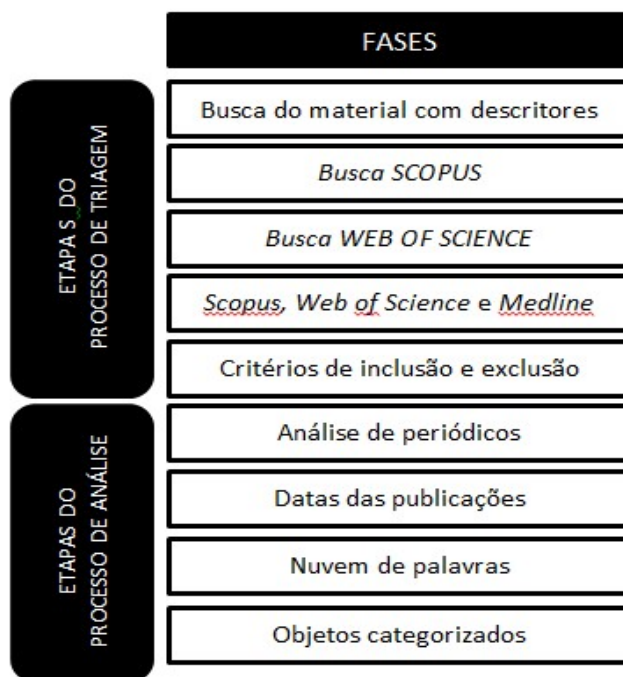 FASES
ETAPA S DO
PROCESSO DE TRIAGEM
Busca do material com descritores
Busca SCOPUS
Busca WEB OF SCIENCE
Scopus, Web of Science e Medline
Critérios de inclusão e exclusão
ETAPAS DO
PROCESSO DE ANÁLISE
Análise de periódicos
Datas das publicações
Nuvem de palavras
Objetos categorizados